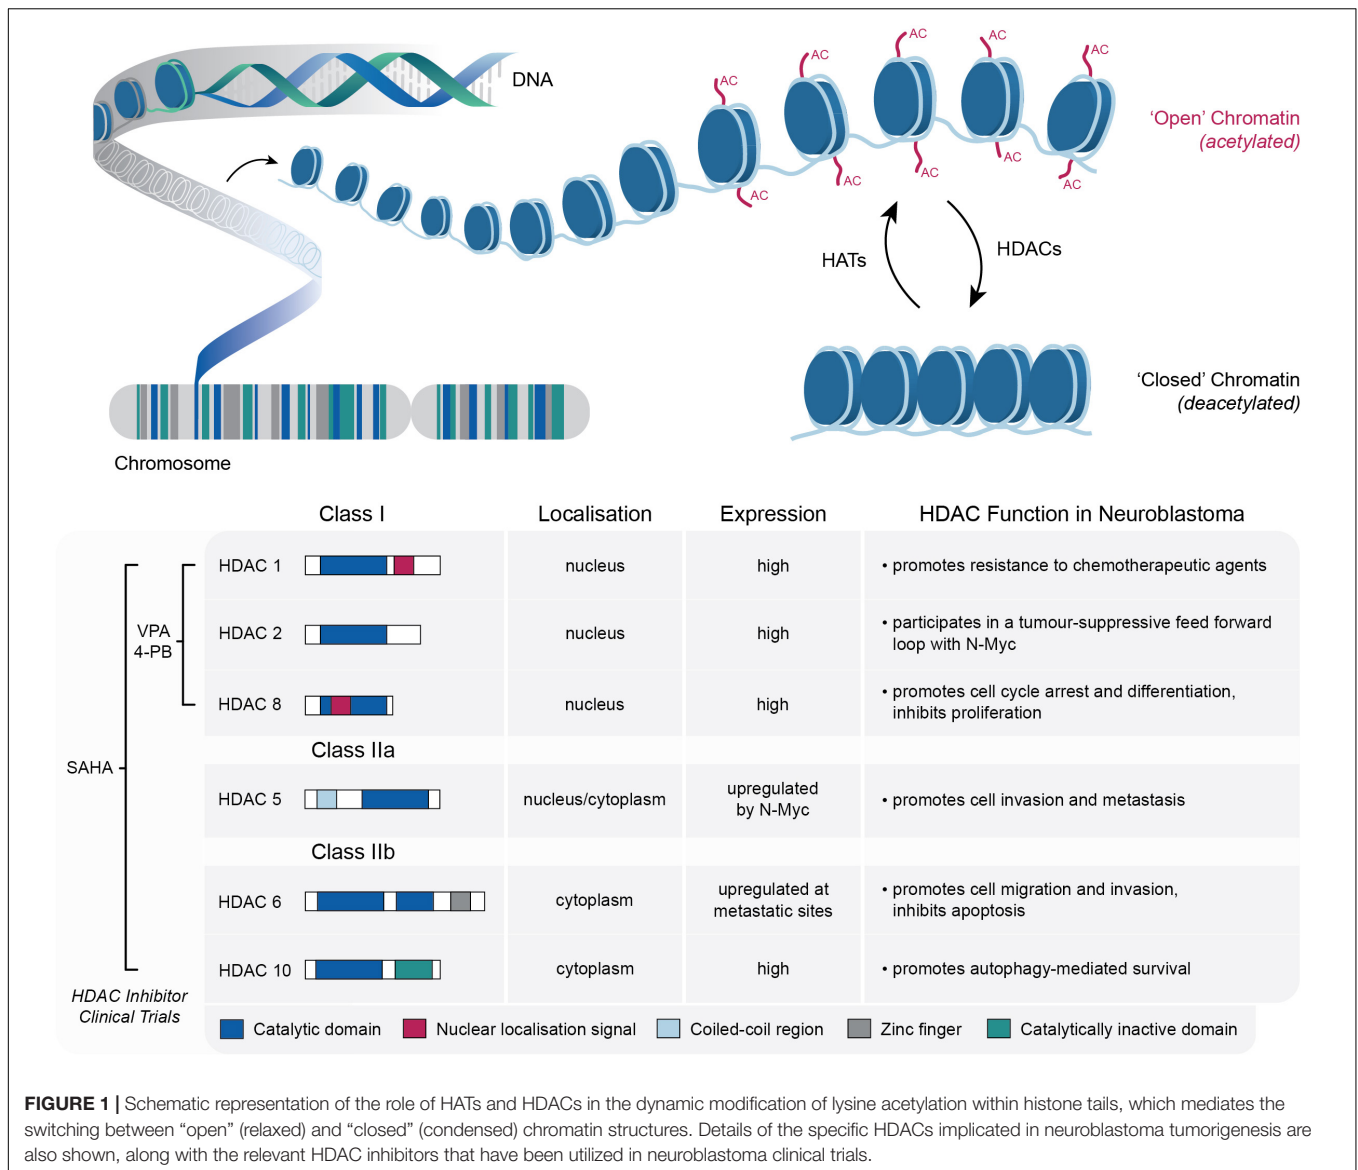 DNA
AC
AC
AC
AC
AC
AC
AC
AC
AC
AC
'Open' Chromatin
(acetylated)
HATs
HDACs
'Closed' Chromatin
(deacetylated)
Chromosome
Class I
Localisation
Expression
HDAC Function in Neuroblastoma
HDAC 1
nucleus
high
• promotes resistance to chemotherapeutic agents
VPA
4-PB
HDAC 2
nucleus
high
• participates in a tumour-suppressive feed forward
loop with N-Myc
HDAC 8
nucleus
high
• promotes cell cycle arrest and differentiation,
inhibits proliferation
Class IIa
SAHA
HDAC 5
nucleus/cytoplasm
upregulated
by N-Myc
• promotes cell invasion and metastasis
Class IIb
HDAC 6
cytoplasm
upregulated at
metastatic sites
• promotes cell migration and invasion,
inhibits apoptosis
HDAC 10
cytoplasm
high
• promotes autophagy-mediated survival
HDAC Inhibitor
Clinical Trials
Catalytic domain
Nuclear localisation signal
Coiled-coil region
Zinc finger
Catalytically inactive domain
FIGURE 1 | Schematic representation of the role of HATs and HDACs in the dynamic modification of lysine acetylation within histone tails, which mediates the
switching between "open" (relaxed) and "closed" (condensed) chromatin structures. Details of the specific HDACs implicated in neuroblastoma tumorigenesis are
also shown, along with the relevant HDAC inhibitors that have been utilized in neuroblastoma clinical trials.